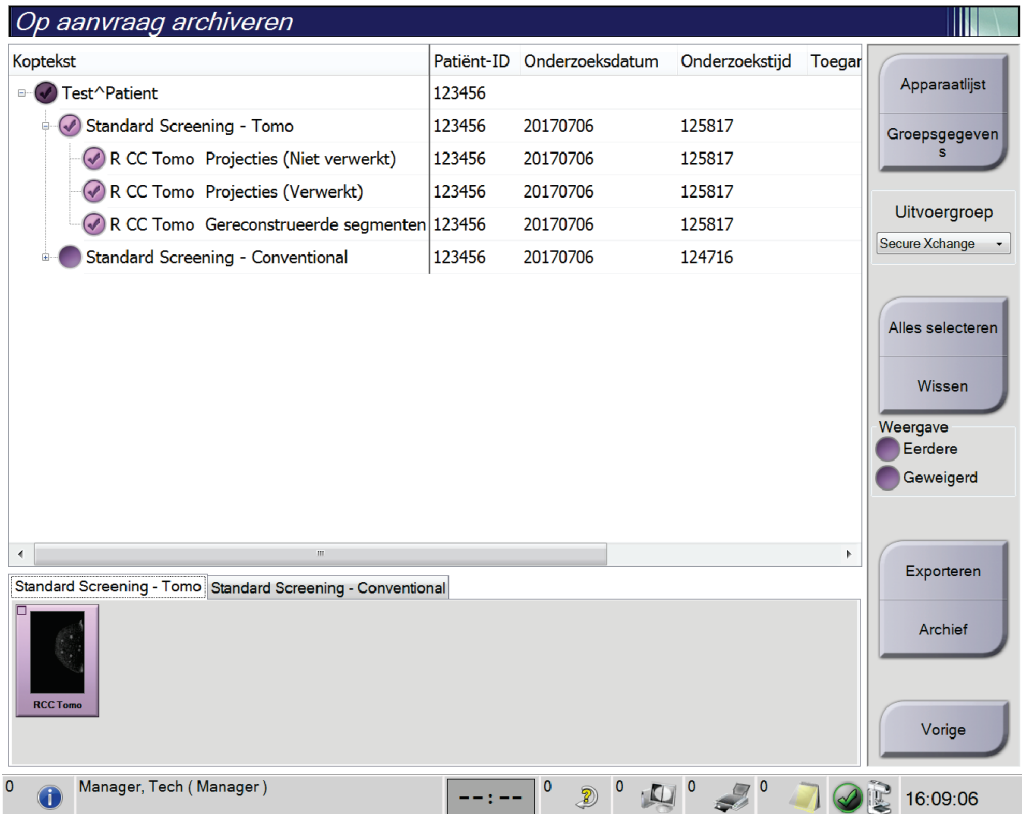 Op aanvraag archiveren
Koptekst Patiënt-ID Onderzoeksdatum Onderzoekstijd Toegar
Test^Patient 123456
Standard Screening - Tomo 123456 20170706 125817
R CC Tomo Projecties (Niet verwerkt) 123456 20170706 125817
R CC Tomo Projecties (Verwerkt) 123456 20170706 125817
R CC Tomo Gereconstrueerde segmenten 123456 20170706 125817
Standard Screening - Conventional 123456 20170706 124716
Apparaatlijst
Groepsgegeven
s
Uitvoergroep
Secure Xchange
Alles selecteren
Wissen
Weergave
Eerdere
Geweigerd
Exporteren
Archief
Vorige
Standard Screening - Tomo Standard Screening - Conventional
RCC Tomo
0 Manager, Tech ( Manager ) --:-- 0 0 0 0 16:09:06